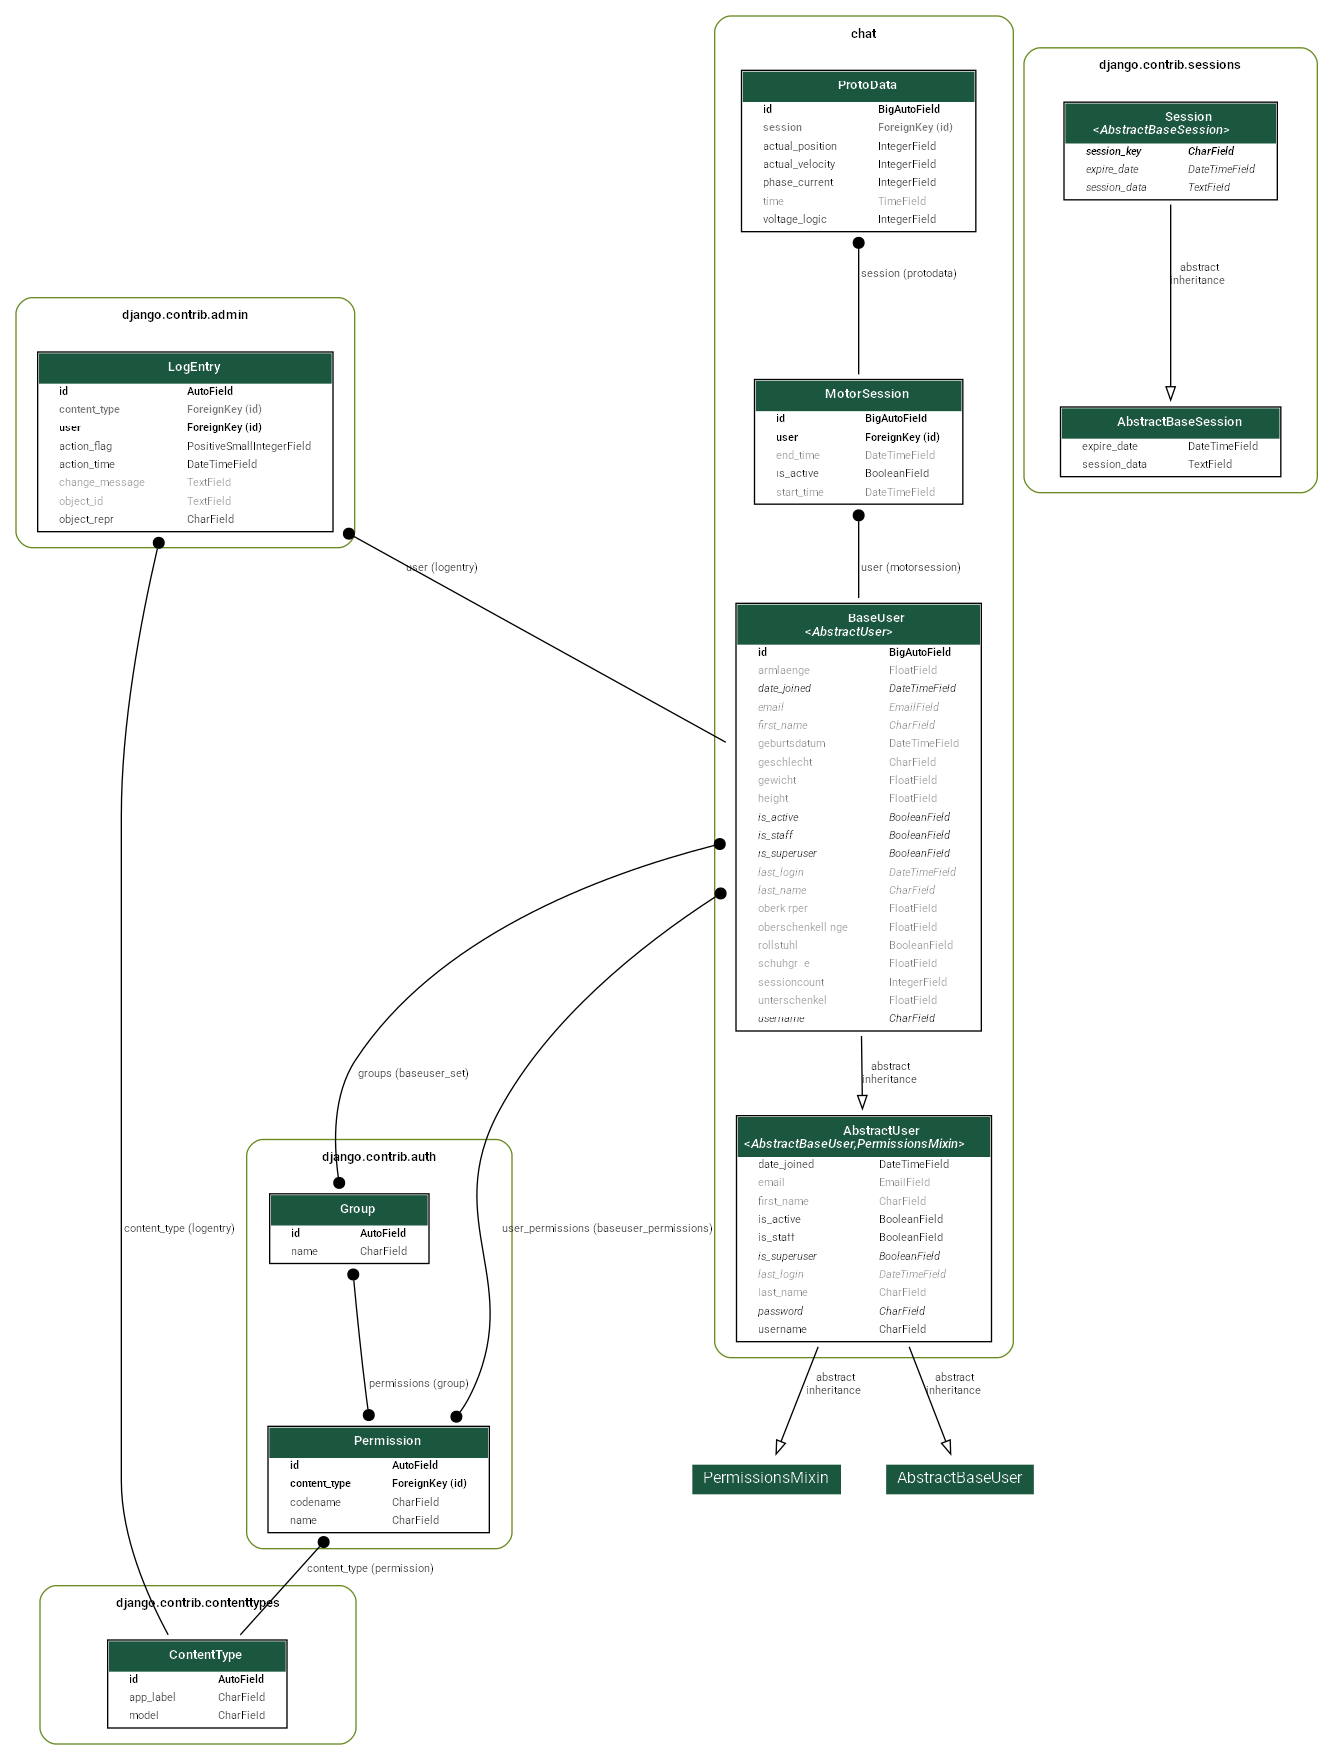 chat
ProtoData
id BigAutoField
session ForeignKey (id)
actual_position IntegerField
actual_velocity IntegerField
phase_current IntegerField
time TimeField
voltage_logic IntegerField
session (protodata)
MotorSession
id BigAutoField
user ForeignKey (id)
end_time DateTimeField
is_active BooleanField
start_time DateTimeField
user (motorsession)
BaseUser
<AbstractUser>
id BigAutoField
armlaenge FloatField
date_joined DateTimeField
email EmailField
first_name CharField
geburtsdatum DateTimeField
geschlecht CharField
gewicht FloatField
height FloatField
is_active BooleanField
is_staff BooleanField
is_superuser BooleanField
last_login DateTimeField
last_name CharField
oberk rper FloatField
oberschenkell nge FloatField
rollstuhl BooleanField
schuhgr e FloatField
sessioncount IntegerField
unterschenkel FloatField
username CharField
abstract
inheritance
AbstractUser
<AbstractBaseUser,PermissionsMixin>
date_joined DateTimeField
email EmailField
first_name CharField
is_active BooleanField
is_staff BooleanField
is_superuser BooleanField
last_login DateTimeField
last_name CharField
password CharField
username CharField
abstract
inheritance
abstract
inheritance
PermissionsMixin
AbstractBaseUser
django.contrib.sessions
Session
<AbstractBaseSession>
session_key CharField
expire_date DateTimeField
session_data TextField
abstract
inheritance
AbstractBaseSession
expire_date DateTimeField
session_data TextField
django.contrib.admin
LogEntry
id AutoField
content_type ForeignKey (id)
user ForeignKey (id)
action_flag PositiveSmallIntegerField
action_time DateTimeField
change_message TextField
object_id TextField
object_repr CharField
user (logentry)
groups (baseuser_set)
content_type (logentry)
user_permissions (baseuser_permissions)
django.contrib.auth
Group
id AutoField
name CharField
permissions (group)
Permission
id AutoField
content_type ForeignKey (id)
codename CharField
name CharField
content_type (permission)
django.contrib.contenttypes
ContentType
id AutoField
app_label CharField
model CharField